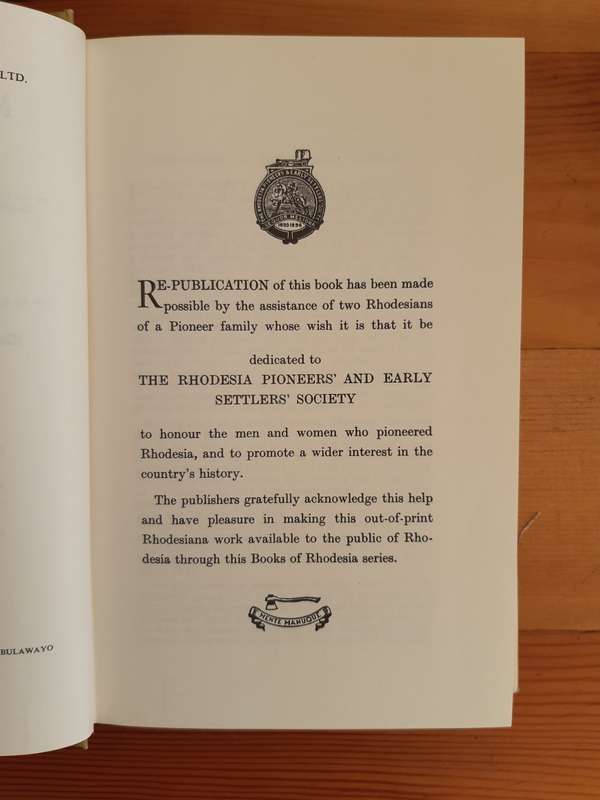 LTD.
1890 1896
RE-PUBLICATION of this book has been made
possible by the assistance of two Rhodesians
of a Pioneer family whose wish it is that it be
dedicated to
THE RHODESIA PIONEERS' AND EARLY
SETTLERS' SOCIETY
to honour the men and women who pioneered
Rhodesia, and to promote a wider interest in the
country's history.
The publishers gratefully acknowledge this help
and have pleasure in making this out-of-print
Rhodesiana work available to the public of Rho-
desia through this Books of Rhodesia series.
MENTE MANUQUE
BULAWAYO